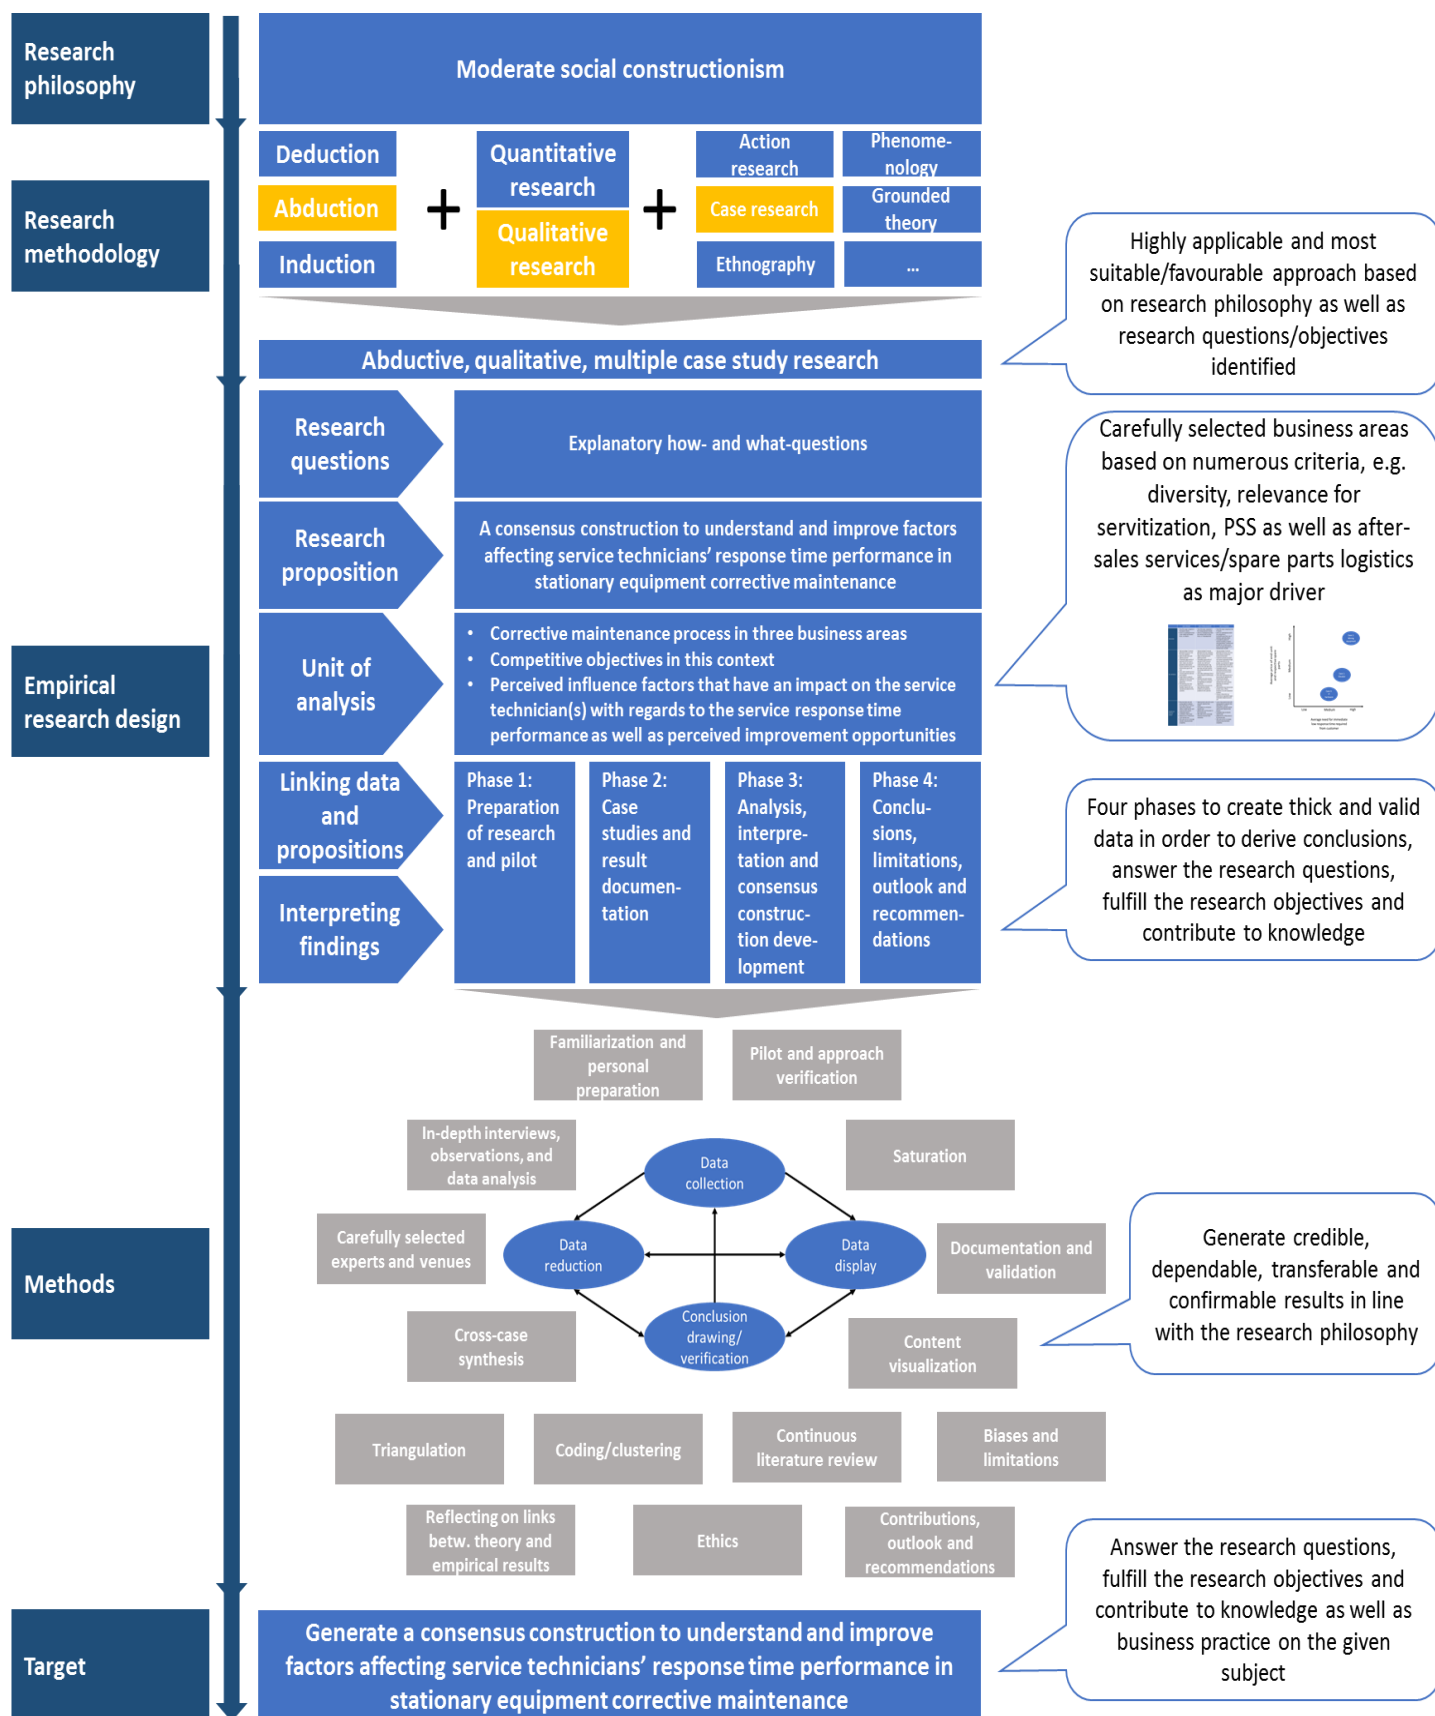 Research
philosophy
Moderate social constructionism
Research
methodology
Deduction
Abduction
Induction
+
Quantitative
research
Qualitative
research
+
Action
research
Case research
Ethnography
Phenome-
nology
Grounded
theory
...
Highly applicable and most
suitable/favourable approach based
on research philosophy as well as
research questions/objectives
identified
Abductive, qualitative, multiple case study research
Empirical
research design
Research
questions
Explanatory how- and what-questions
Research
proposition
A consensus construction to understand and improve factors
affecting service technicians’ response time performance in
stationary equipment corrective maintenance
Unit of
analysis
• Corrective maintenance process in three business areas
• Competitive objectives in this context
• Perceived influence factors that have an impact on the service
technician(s) with regards to the service response time
performance as well as perceived improvement opportunities
Carefully selected business areas
based on numerous criteria, e.g.
diversity, relevance for
servitization, PSS as well as after-
sales services/spare parts logistics
as major driver
High
Medium
Low
Low
Medium
High
Linking data
and
propositions
Interpreting
findings
Phase 1:
Preparation
of research
and pilot
Phase 2:
Case
studies and
result
documen-
tation
Phase 3:
Analysis,
interpre-
tation and
consensus
construc-
tion deve-
lopment
Phase 4:
Conclu-
sions,
limitations,
outlook and
recommen-
dations
Four phases to create thick and valid
data in order to derive conclusions,
answer the research questions,
fulfill the research objectives and
contribute to knowledge
Methods
Familiarization and
personal
preparation
Pilot and approach
verification
In-depth interviews,
observations, and
data analysis
Saturation
Carefully selected
experts and venues
Documentation and
validation
Cross-case
synthesis
Content
visualization
Data
collection
Data
reduction
Data
display
Conclusion
drawing/
verification
Triangulation
Coding/clustering
Continuous
literature review
Biases and
limitations
Reflecting on links
betw. theory and
empirical results
Ethics
Contributions,
outlook and
recommendations
Generate credible,
dependable, transferable and
confirmable results in line
with the research philosophy
Target
Generate a consensus construction to understand and improve
factors affecting service technicians’ response time performance in
stationary equipment corrective maintenance
Answer the research questions,
fulfill the research objectives and
contribute to knowledge as well as
business practice on the given
subject